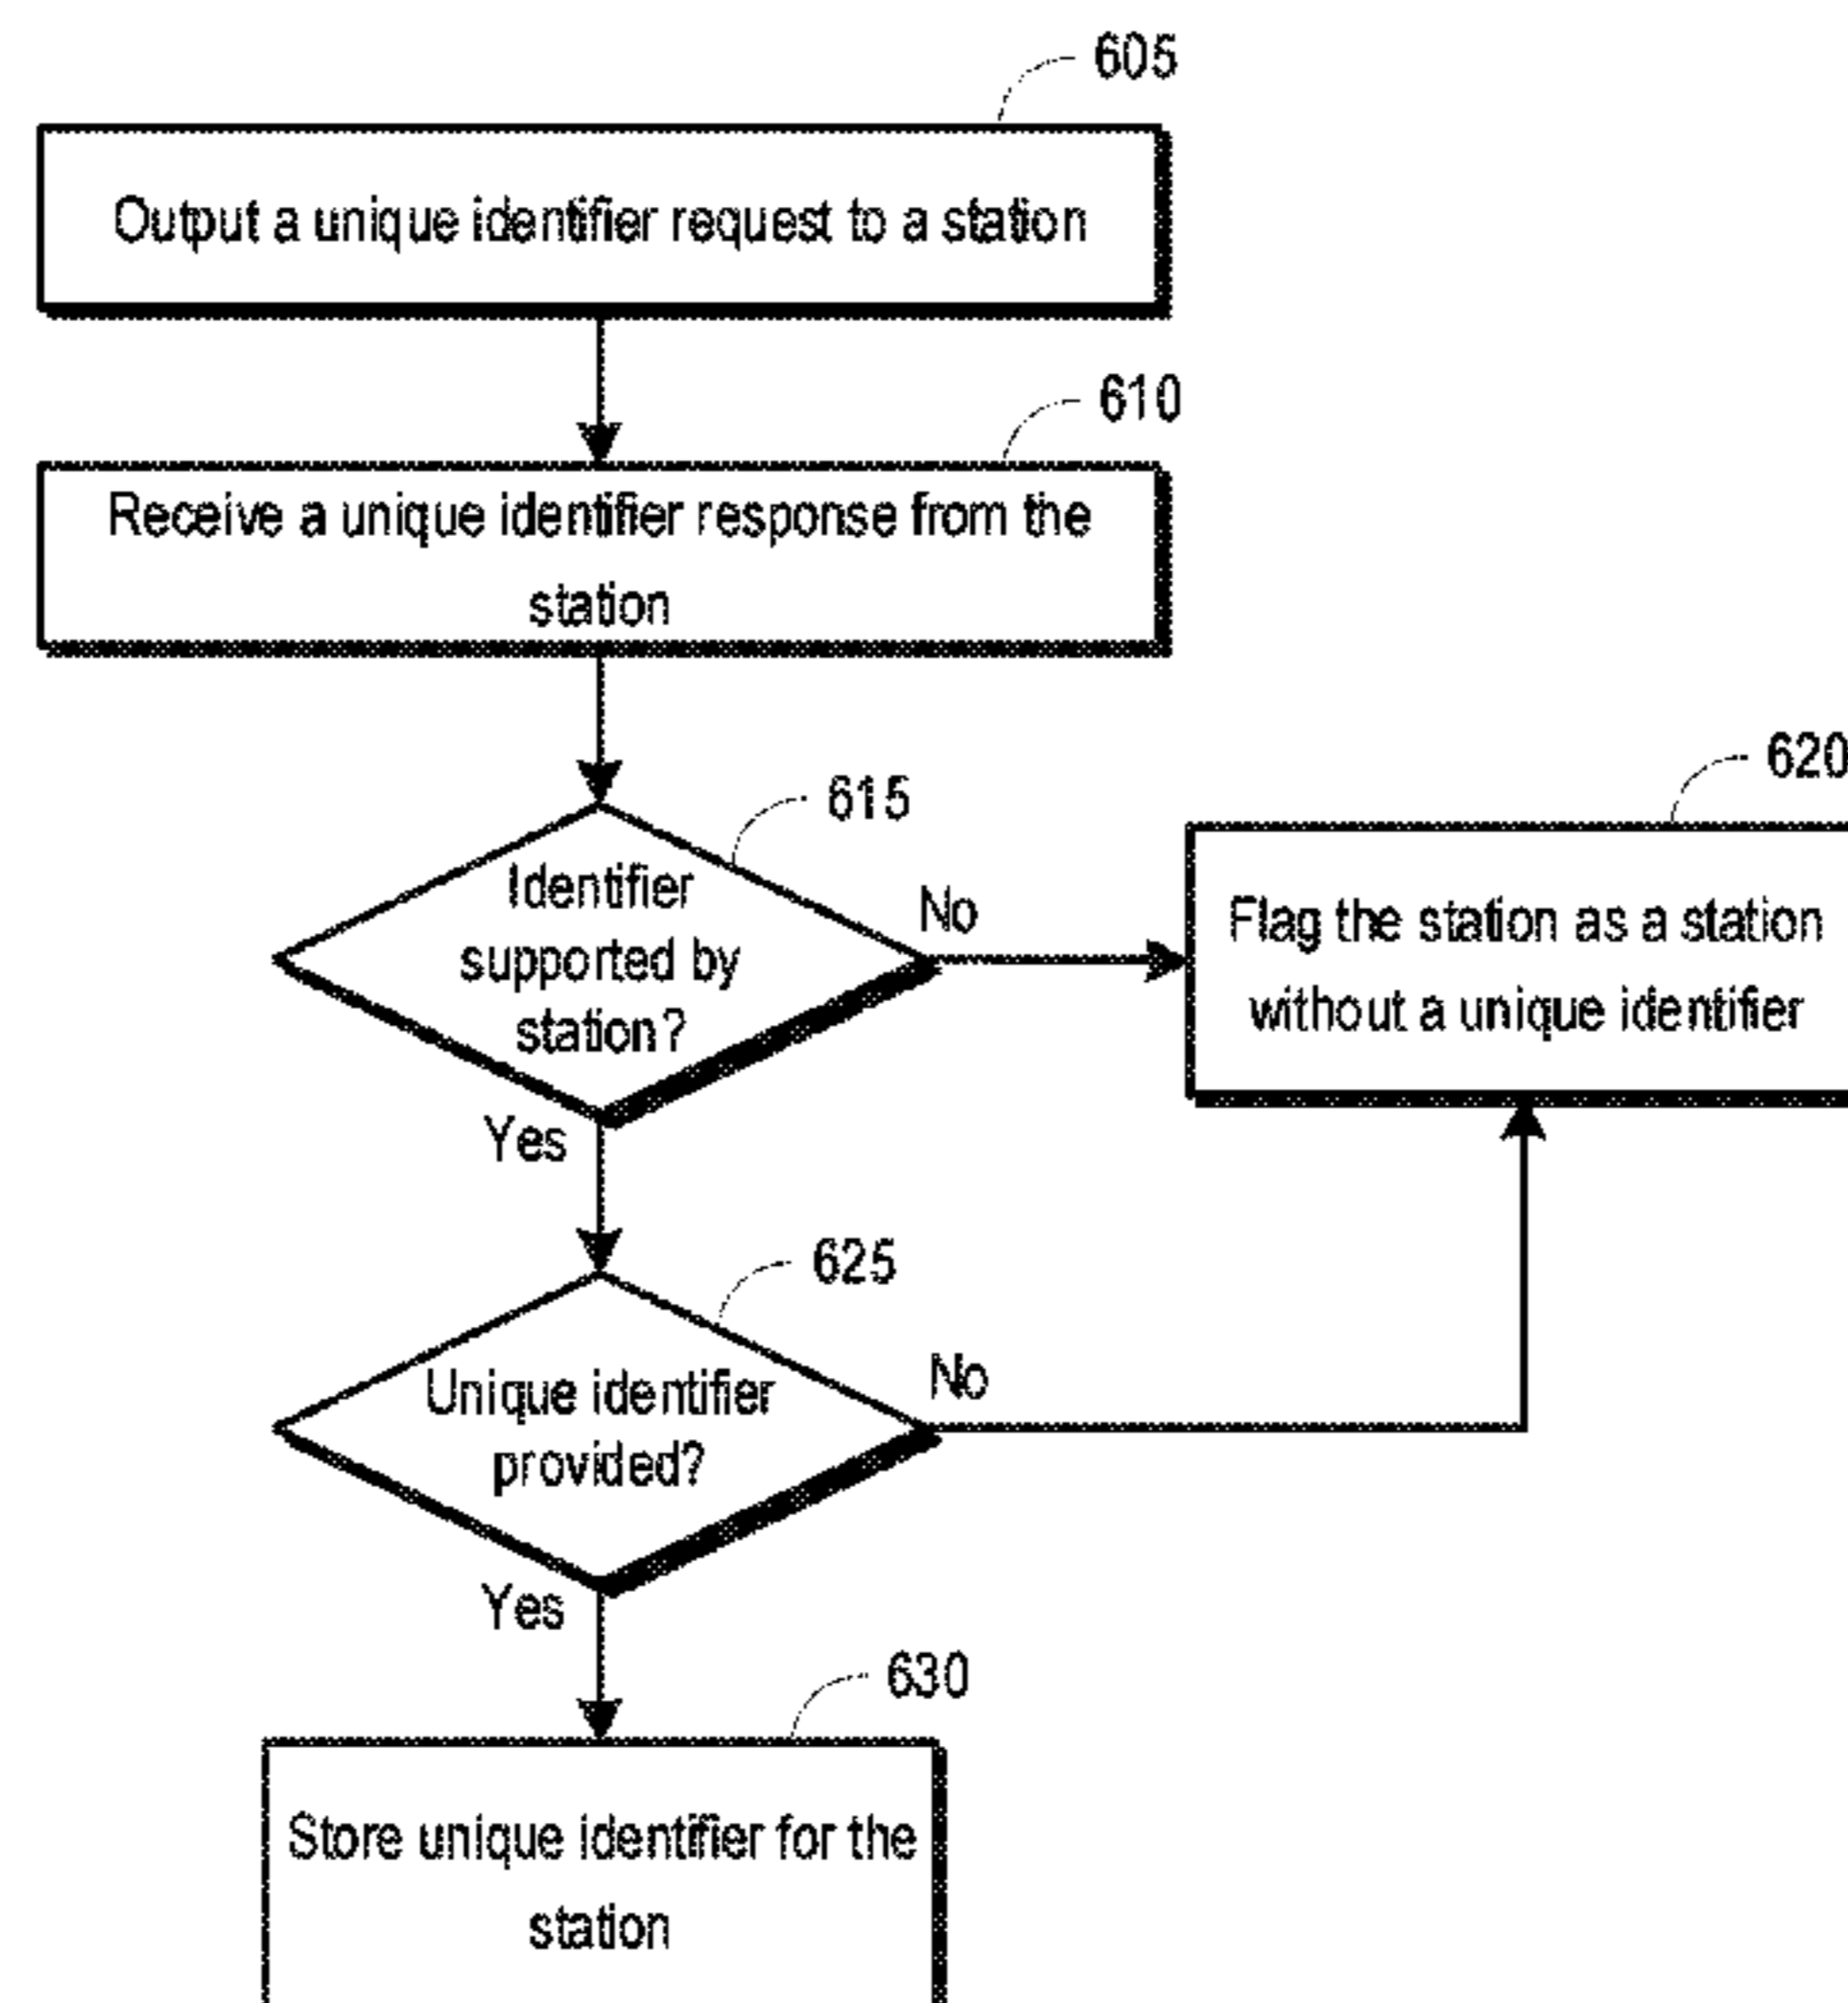 605
Output a unique identifier request to a station
610
Receive a unique identifier response from the
station
615
Identifier
supported by
station?
No
Yes
620
Flag the station as a station
without a unique identifier
625
Unique identifier
provided?
No
Yes
630
Store unique identifier for the
station